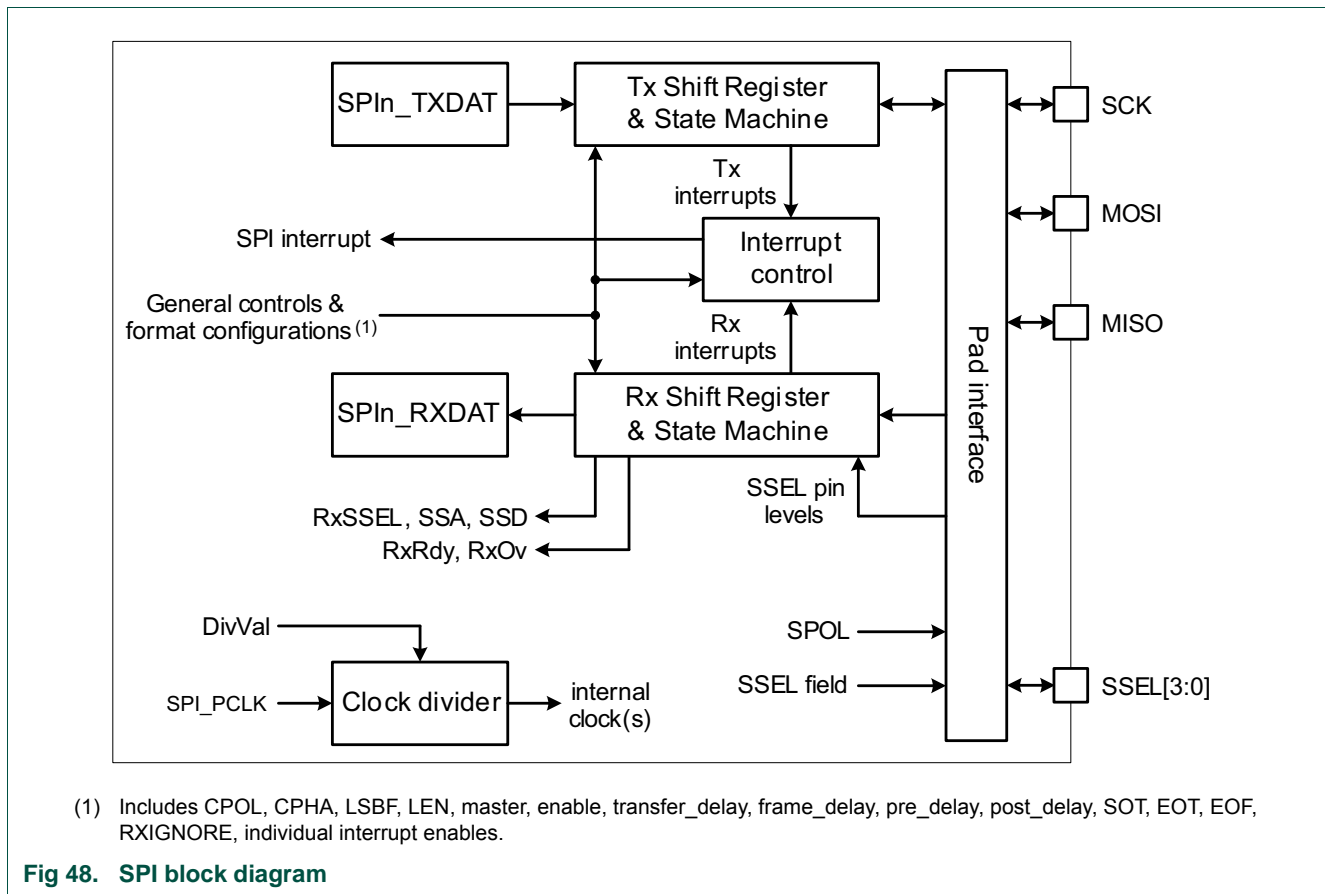 SPIn_TXDAT
Tx Shift Register
& State Machine
SCK
Tx
interrupts
MOSI
SPI interrupt
Interrupt
control
General controls &
format configurations (1)
Rx
interrupts
MISO
Pad interface
SPIn_RXDAT
Rx Shift Register
& State Machine
SSEL pin
levels
RxSSEL, SSA, SSD
RxRdy, RxOv
DivVal
SPOL
SPI_PCLK
Clock divider
internal
clock(s)
SSEL field
SSEL[3:0]
(1) Includes CPOL, CPHA, LSBF, LEN, master, enable, transfer_delay, frame_delay, pre_delay, post_delay, SOT, EOT, EOF,
RXIGNORE, individual interrupt enables.
Fig 48. SPI block diagram